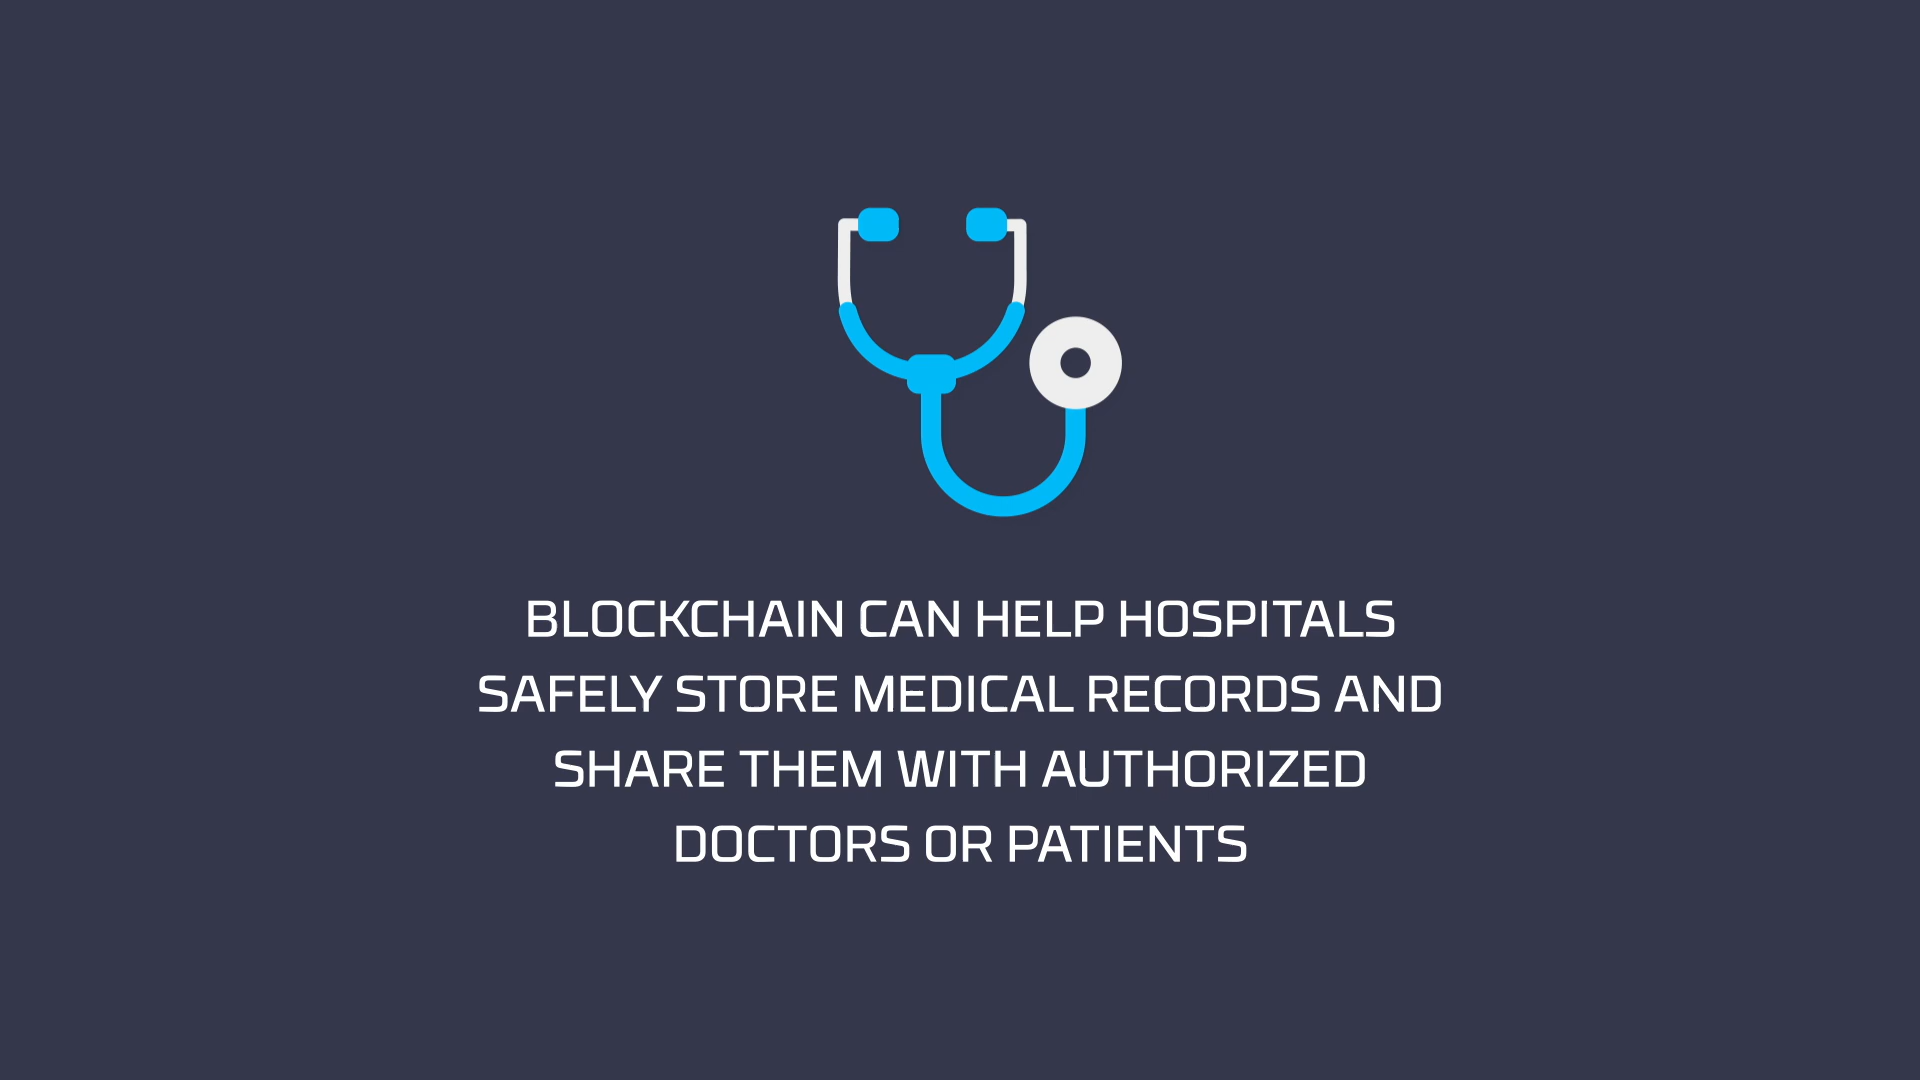 BLOCKCHAIN CAN HELP HOSPITALS
SAFELY STORE MEDICAL RECORDS AND
SHARE THEM WITH AUTHORIZED
DOCTORS OR PATIENTS